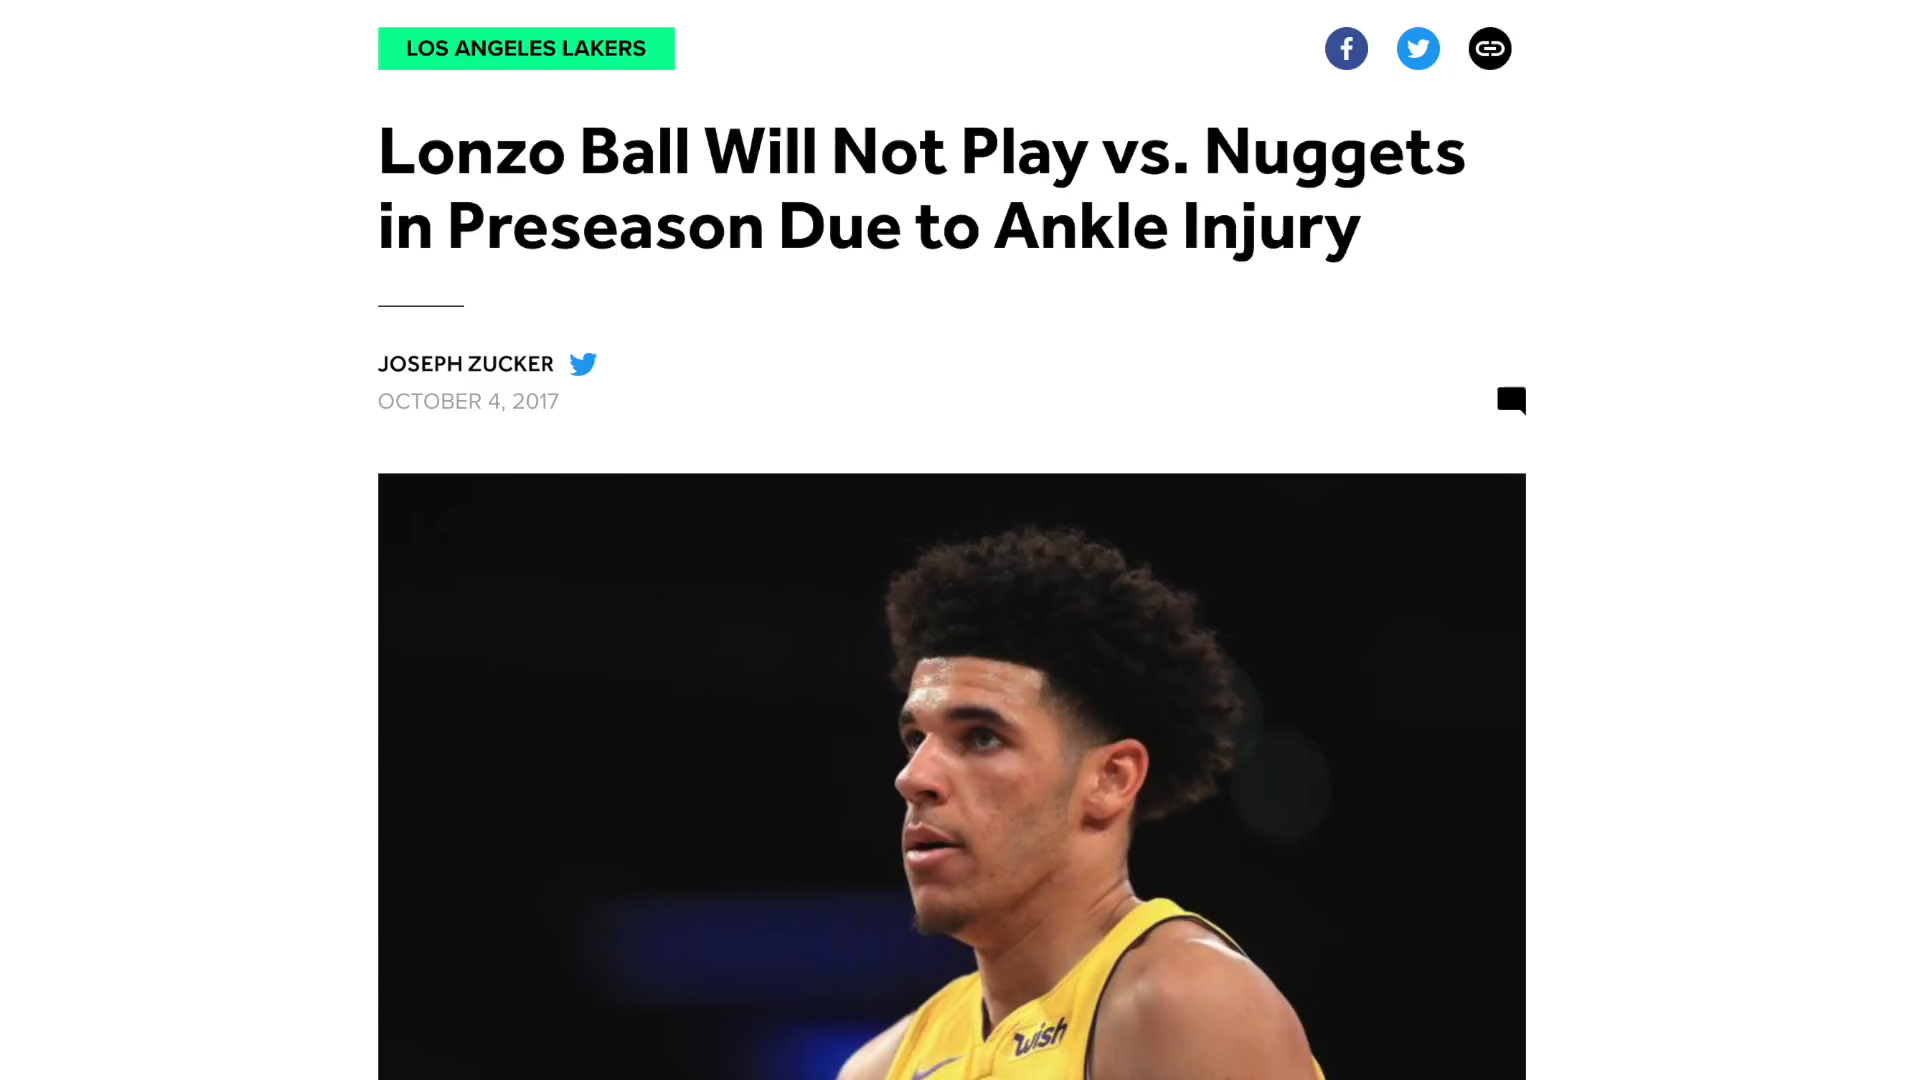 LOS ANGELES LAKERS
Lonzo Ball Will Not Play vs. Nuggets
in Preseason Due to Ankle Injury
JOSEPH ZUCKER
OCTOBER 4, 2017
wish